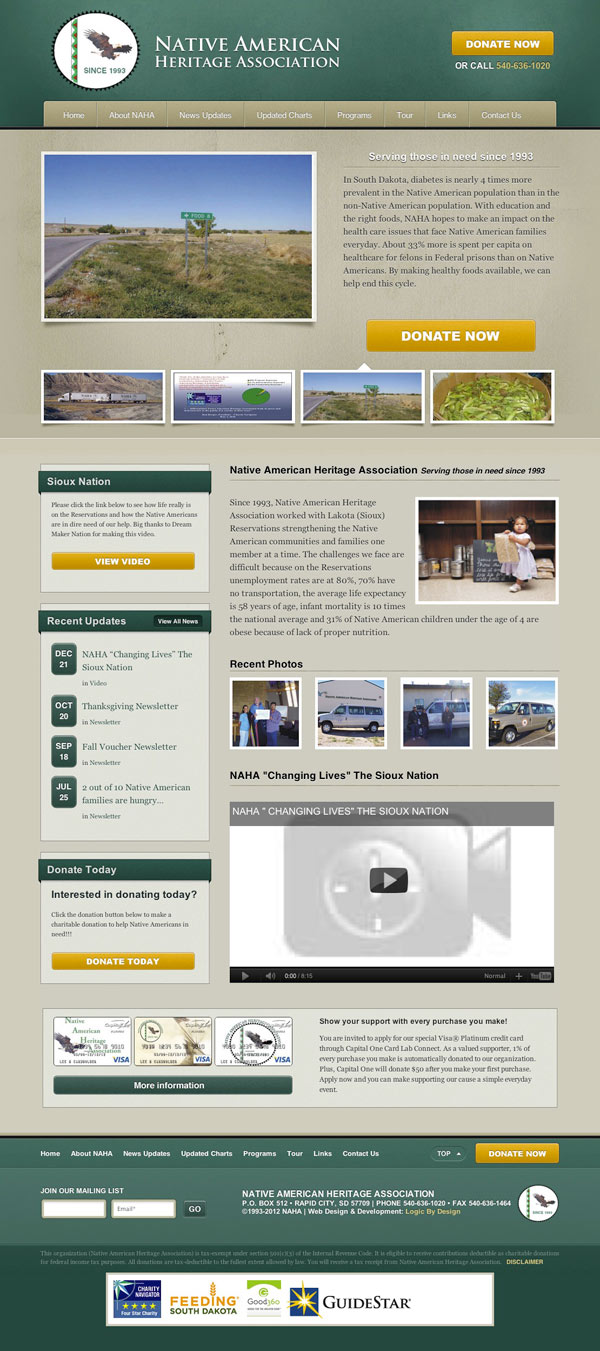 SINCE 1993
NATIVE AMERICAN
HERITAGE ASSOCIATION
DONATE NOW
OR CALL 540-636-1020
Home
About NAHA
News Updates
Updated Charts
Programs
Tour
Links
Contact Us
FOOD
Serving those in need since 1993
In South Dakota, diabetes is nearly 4 times more
prevalent in the Native American population than in the
non-Native American population. With education and
the right foods, NAHA hopes to make an impact on the
health care issues that face Native American families
everyday. About 33% more is spent per capita on
healthcare for felons in Federal prisons than on Native
Americans. By making healthy foods available, we can
help end this cycle.
DONATE NOW
Sioux Nation
Please click the link below to see how life really is
on the Reservations and how the Native Americans
are in dire need of our help. Big thanks to Dream
Maker Nation for making this video.
VIEW VIDEO
Recent Updates
View All News
DEC
21
NAHA "Changing Lives" The
Sioux Nation
in Video
OCT
20
Thanksgiving Newsletter
in Newsletter
SEP
18
Fall Voucher Newsletter
in Newsletter
JUL
25
2 out of 10 Native American
families are hungry...
in Newsletter
Donate Today
Interested in donating today?
Click the donation button below to make a
charitable donation to help Native Americans in
need!!!
DONATE TODAY
Native American Heritage Association Serving those in need since 1993
Since 1993, Native American Heritage
Association worked with Lakota (Sioux)
Reservations strengthening the Native
American communities and families one
member at a time. The challenges we face are
difficult because on the Reservations
unemployment rates are at 80%, 70% have
no transportation, the average life expectancy
is 58 years of age, infant mortality is 10 times
the national average and 31% of Native American children under the age of 4 are
obese because of lack of proper nutrition.
Recent Photos
NAHA "Changing Lives" The Sioux Nation
NAHA " CHANGING LIVES" THE SIOUX NATION
0:00 / 8:15
Normal
YouTube
Native
American
Heritage
Association
VISA
VISA
VISA
More information
Show your support with every purchase you make!
You are invited to apply for our special Visa® Platinum credit card
through Capital One Card Lab Connect. As a valued supporter, 1% of
every purchase you make is automatically donated to our organization.
Plus, Capital One will donate $50 after you make your first purchase.
Apply now and you can make supporting our cause a simple everyday
event.
Home
About NAHA
News Updates
Updated Charts
Programs
Tour
Links
Contact Us
TOP
DONATE NOW
JOIN OUR MAILING LIST
Email*
GO
NATIVE AMERICAN HERITAGE ASSOCIATION
P.O. BOX 512 • RAPID CITY, SD 57709 | PHONE 540-636-1020 • FAX 540-636-1464
©1993-2012 NAHA | Web Design & Development: Logic By Design
SINCE 1993
This organization (Native American Heritage Association) is tax-exempt under section 501(c)(3) of the Internal Revenue Code. It is eligible to receive contributions deductible as charitable donations
for federal income tax purposes. All donations are tax-deductible to the fullest extent allowed by law. You will receive a tax receipt from Native American Heritage Association. DISCLAIMER
CHARITY
NAVIGATOR
Four Star Charity
FEEDING
SOUTH DAKOTA
Good360
GUIDESTAR